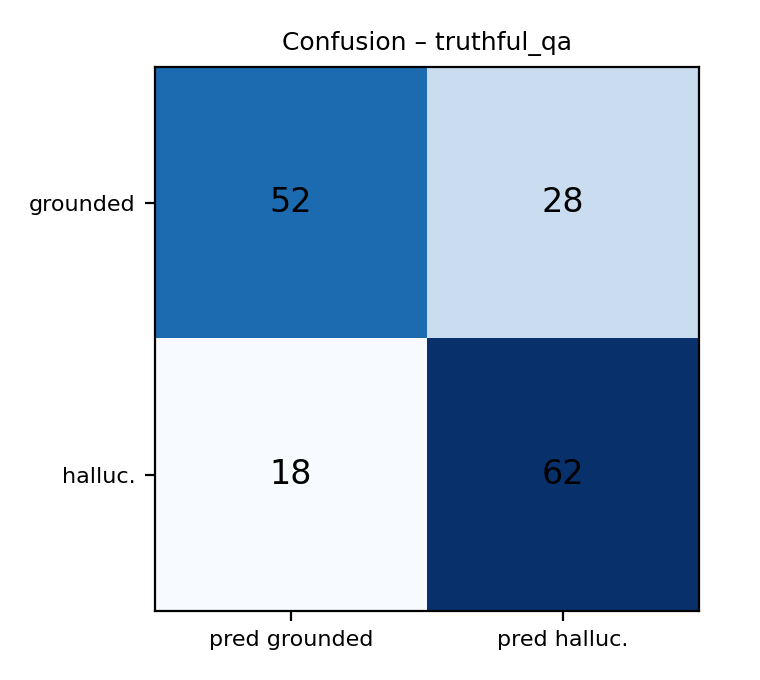 Confusion – truthful_qa
grounded
52
28
halluc.
18
62
pred grounded
pred halluc.